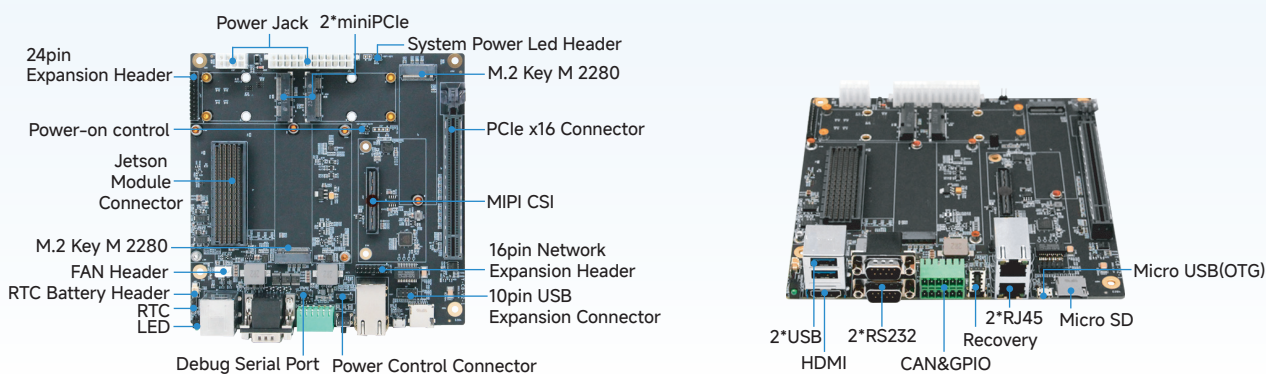 Power Jack
2*miniPCIe
System Power Led Header
24pin
Expansion Header
M.2 Key M 2280
Power-on control
PCIe x16 Connector
Jetson
Module
Connector
MIPI CSI
M.2 Key M 2280
16pin Network
Expansion Header
FAN Header
RTC Battery Header
10pin USB
Expansion Connector
RTC
LED
Debug Serial Port
Power Control Connector
Micro USB(OTG)
2*RJ45
Micro SD
2*USB
2*RS232
Recovery
HDMI
CAN&GPIO